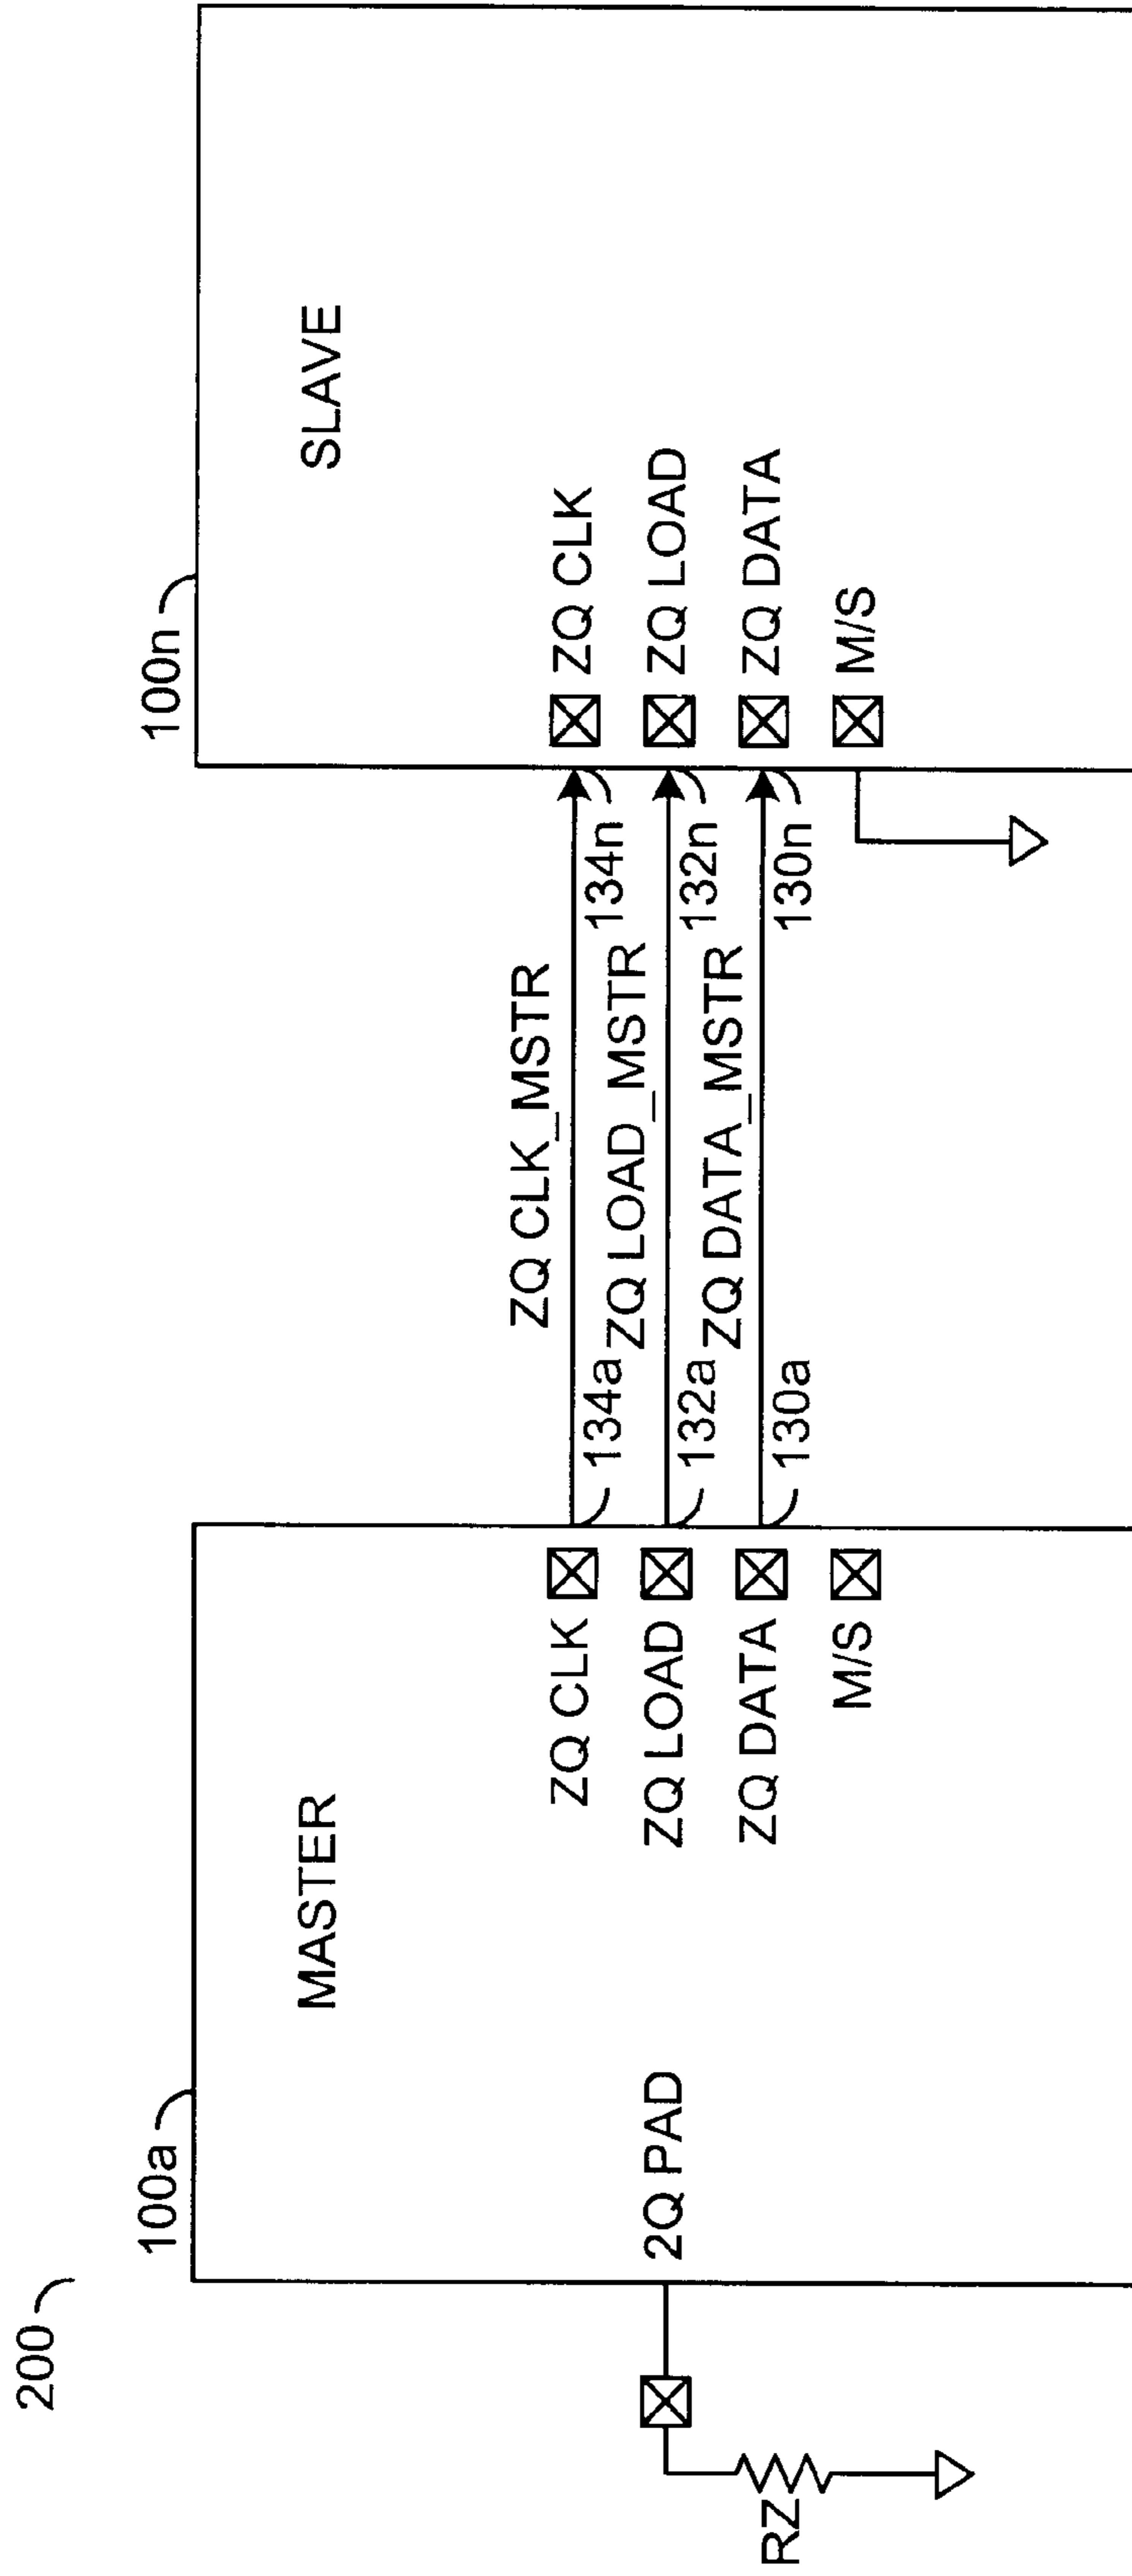 200
100a
100n
MASTER
SLAVE
2Q PAD
RZ
ZQ CLK
ZQ LOAD
ZQ DATA
M/S
ZQ CLK_MSTR
134a
134n
ZQ LOAD_MSTR
132a
132n
ZQ DATA_MSTR
130a
130n
ZQ CLK
ZQ LOAD
ZQ DATA
M/S